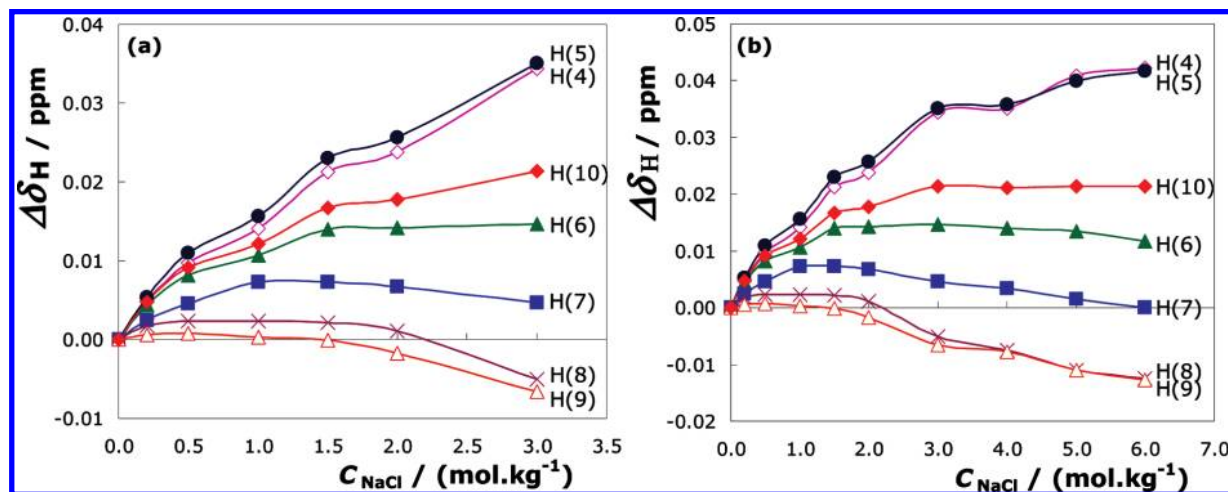 (a)
ΔδH / ppm
0.04
0.03
0.02
0.01
0.00
-0.01
0.0 0.5 1.0 1.5 2.0 2.5 3.0 3.5
C NaCl / (mol.kg-1)
H(5)
H(4)
H(10)
H(6)
H(7)
H(8)
H(9)
(b)
ΔδH / ppm
0.05
0.04
0.03
0.02
0.01
0.00
-0.01
-0.02
0.0 1.0 2.0 3.0 4.0 5.0 6.0 7.0
C NaCl / (mol.kg-1)
H(4)
H(5)
H(10)
H(6)
H(7)
H(8)
H(9)